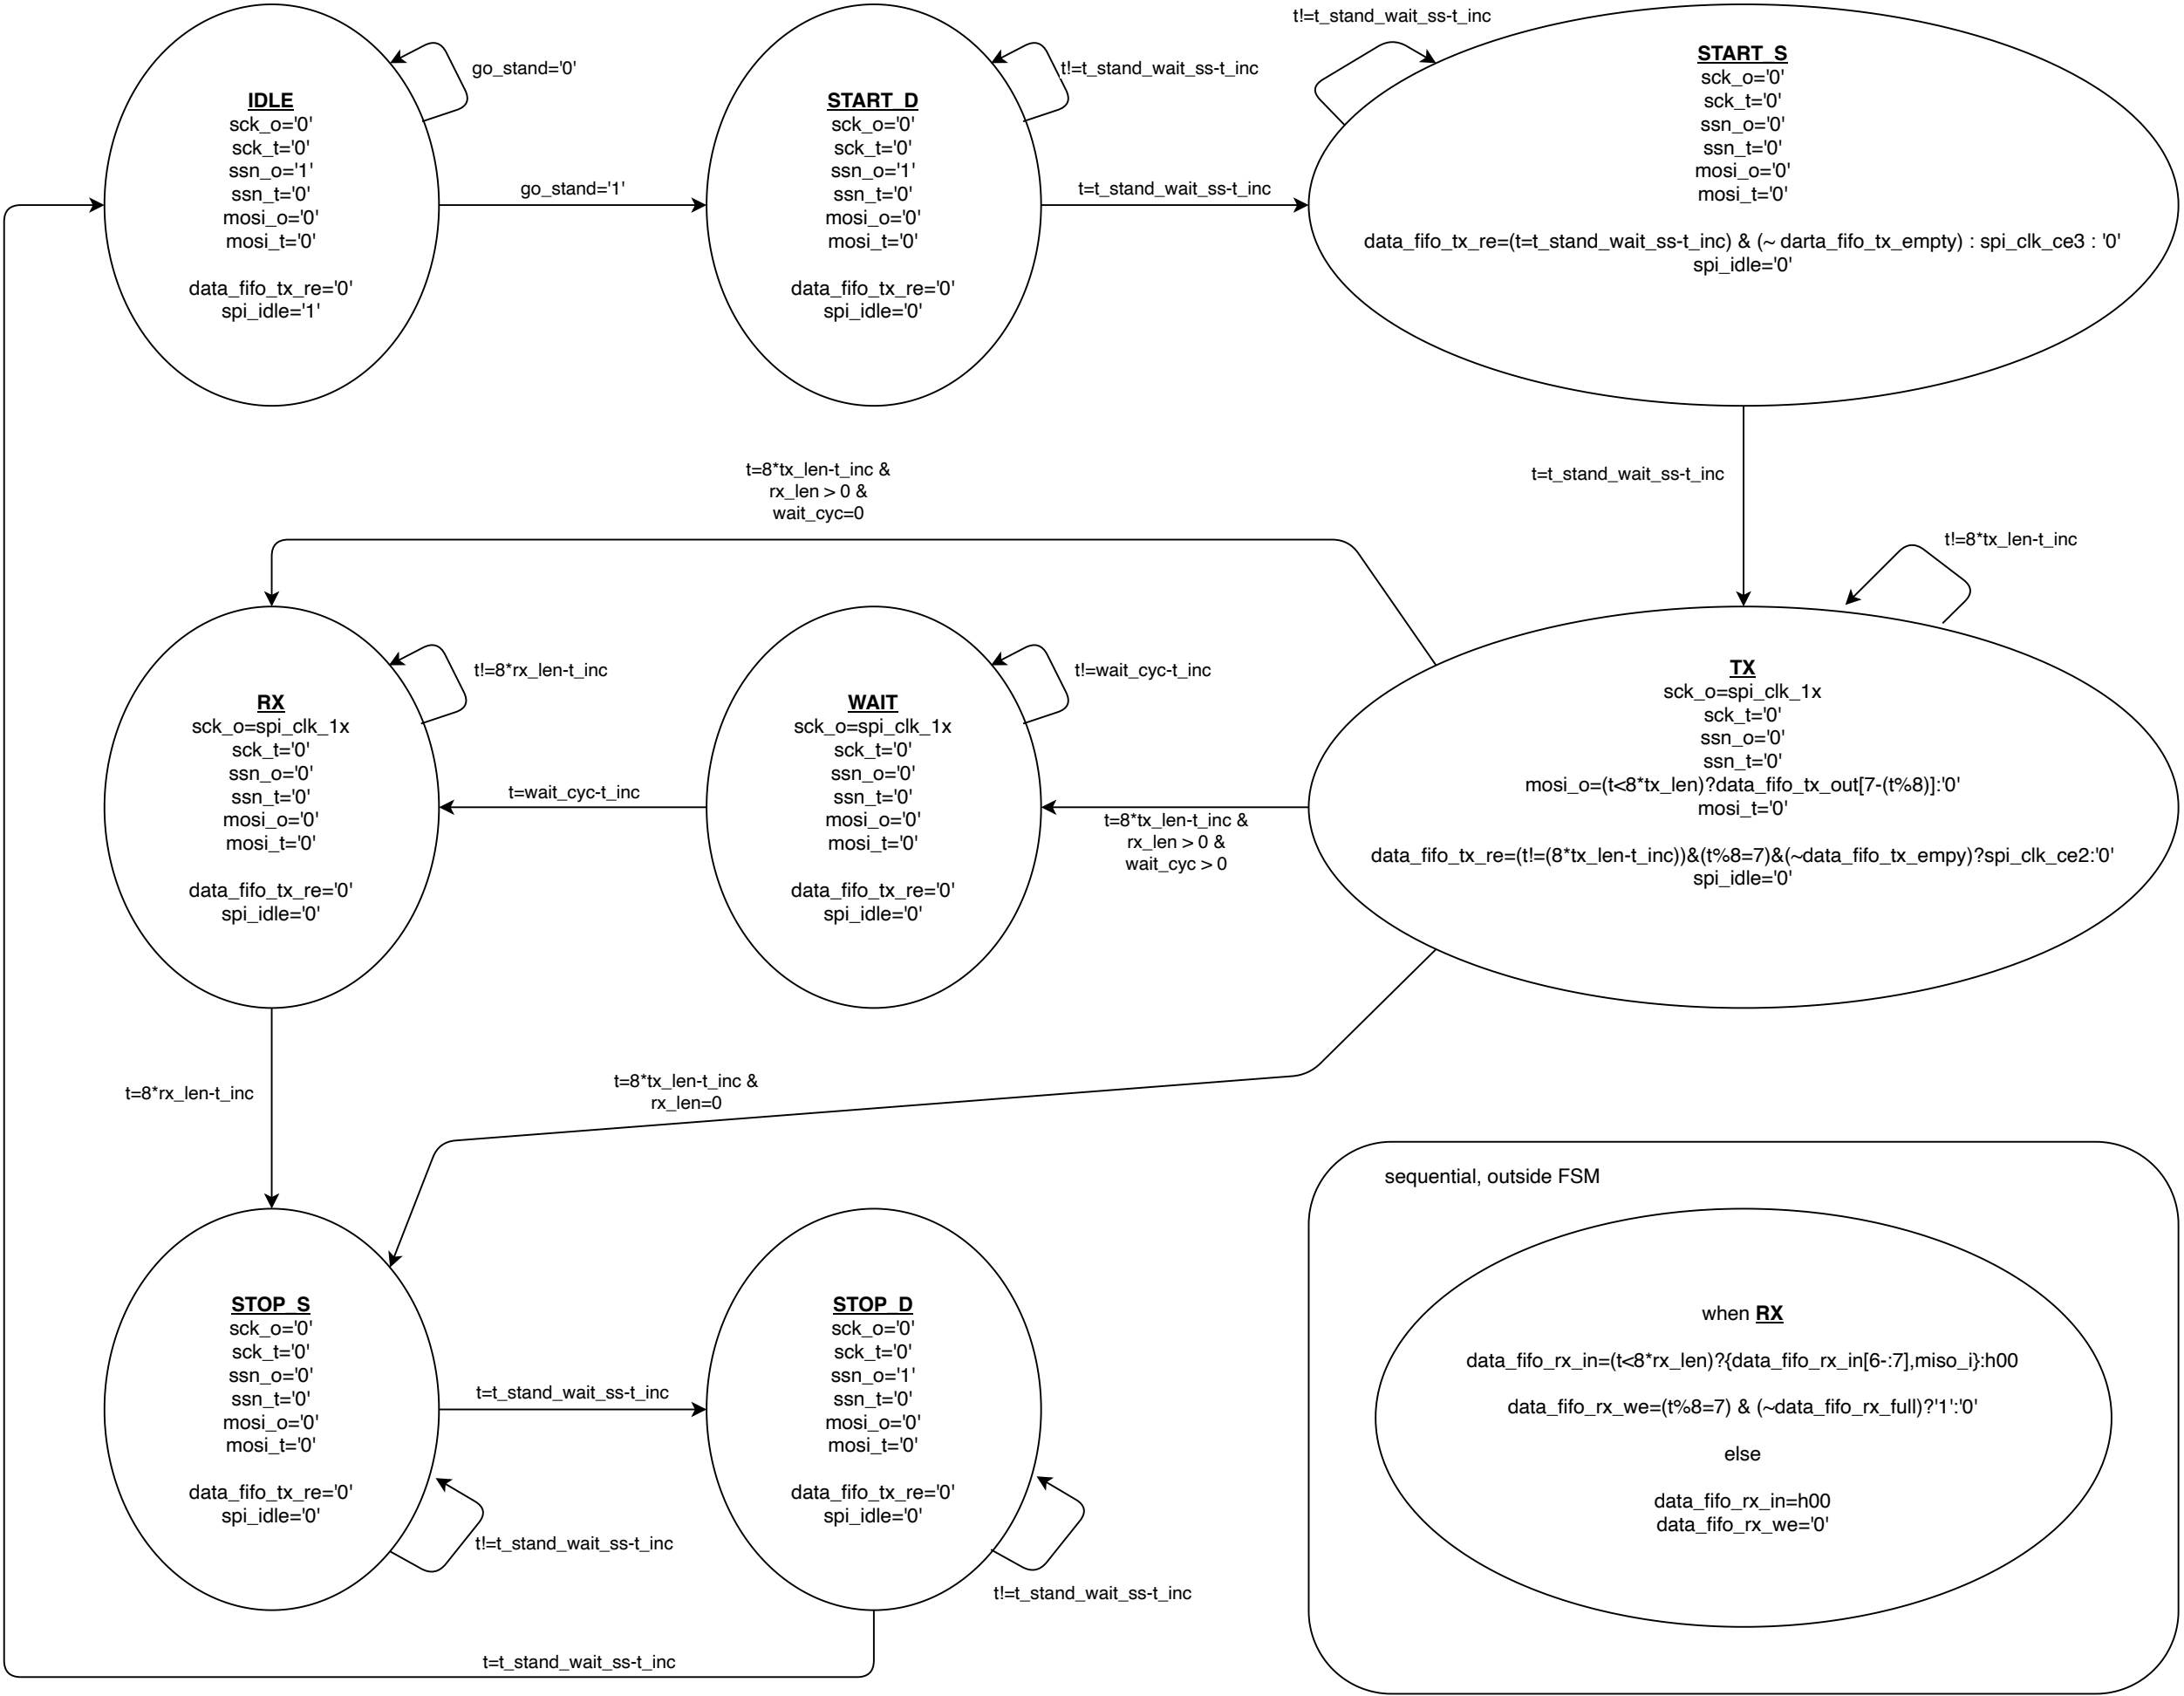 go_stand='0'
IDLE
sck_o='0'
sck_t='0'
ssn_o='1'
ssn_t='0'
mosi_o='0'
mosi_t='0'
data_fifo_tx_re='0'
spi_idle='1'
go_stand='1'
t!=t_stand_wait_ss-t_inc
START_D
sck_o='0'
sck_t='0'
ssn_o='1'
ssn_t='0'
mosi_o='0'
mosi_t='0'
data_fifo_tx_re='0'
spi_idle='0'
t=t_stand_wait_ss-t_inc
t!=t_stand_wait_ss-t_inc
START_S
sck_o='0'
sck_t='0'
ssn_o='0'
ssn_t='0'
mosi_o='0'
mosi_t='0'
data_fifo_tx_re=(t=t_stand_wait_ss-t_inc) & (~ darta_fifo_tx_empty) : spi_clk_ce3 : '0'
spi_idle='0'
t=t_stand_wait_ss-t_inc
t=8*tx_len-t_inc &
rx_len > 0 &
wait_cyc=0
t!=8*tx_len-t_inc
t!=8*rx_len-t_inc
RX
sck_o=spi_clk_1x
sck_t='0'
ssn_o='0'
ssn_t='0'
mosi_o='0'
mosi_t='0'
data_fifo_tx_re='0'
spi_idle='0'
t=wait_cyc-t_inc
t!=wait_cyc-t_inc
WAIT
sck_o=spi_clk_1x
sck_t='0'
ssn_o='0'
ssn_t='0'
mosi_o='0'
mosi_t='0'
data_fifo_tx_re='0'
spi_idle='0'
t=8*tx_len-t_inc &
rx_len > 0 &
wait_cyc > 0
TX
sck_o=spi_clk_1x
sck_t='0'
ssn_o='0'
ssn_t='0'
mosi_o=(t<8*tx_len)?data_fifo_tx_out[7-(t%8)]:'0'
mosi_t='0'
data_fifo_tx_re=(t!=(8*tx_len-t_inc))&(t%8=7)&(~data_fifo_tx_empy)?spi_clk_ce2:'0'
spi_idle='0'
t=8*rx_len-t_inc
t=8*tx_len-t_inc &
rx_len=0
STOP_S
sck_o='0'
sck_t='0'
ssn_o='0'
ssn_t='0'
mosi_o='0'
mosi_t='0'
data_fifo_tx_re='0'
spi_idle='0'
t=t_stand_wait_ss-t_inc
t!=t_stand_wait_ss-t_inc
STOP_D
sck_o='0'
sck_t='0'
ssn_o='1'
ssn_t='0'
mosi_o='0'
mosi_t='0'
data_fifo_tx_re='0'
spi_idle='0'
t!=t_stand_wait_ss-t_inc
t=t_stand_wait_ss-t_inc
sequential, outside FSM
when RX
data_fifo_rx_in=(t<8*rx_len)?{data_fifo_rx_in[6-:7],miso_i}:h00
data_fifo_rx_we=(t%8=7) & (~data_fifo_rx_full)?'1':'0'
else
data_fifo_rx_in=h00
data_fifo_rx_we='0'